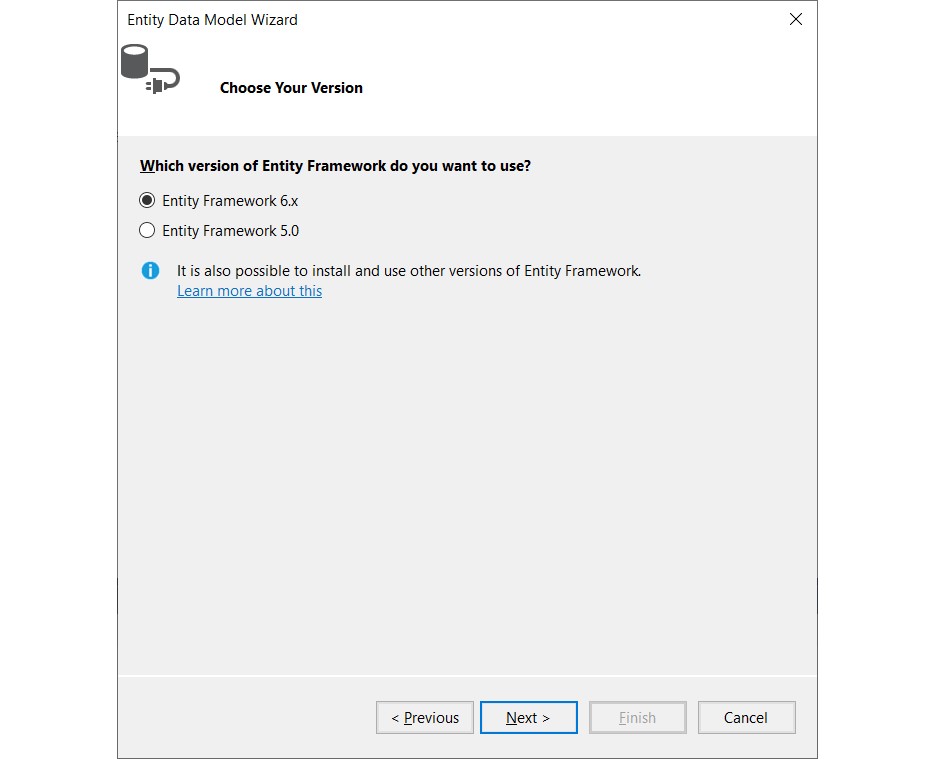 Entity Data Model Wizard
Choose Your Version
Which version of Entity Framework do you want to use?
Entity Framework 6.x
Entity Framework 5.0
It is also possible to install and use other versions of Entity Framework.
Learn more about this
< Previous
Next >
Finish
Cancel